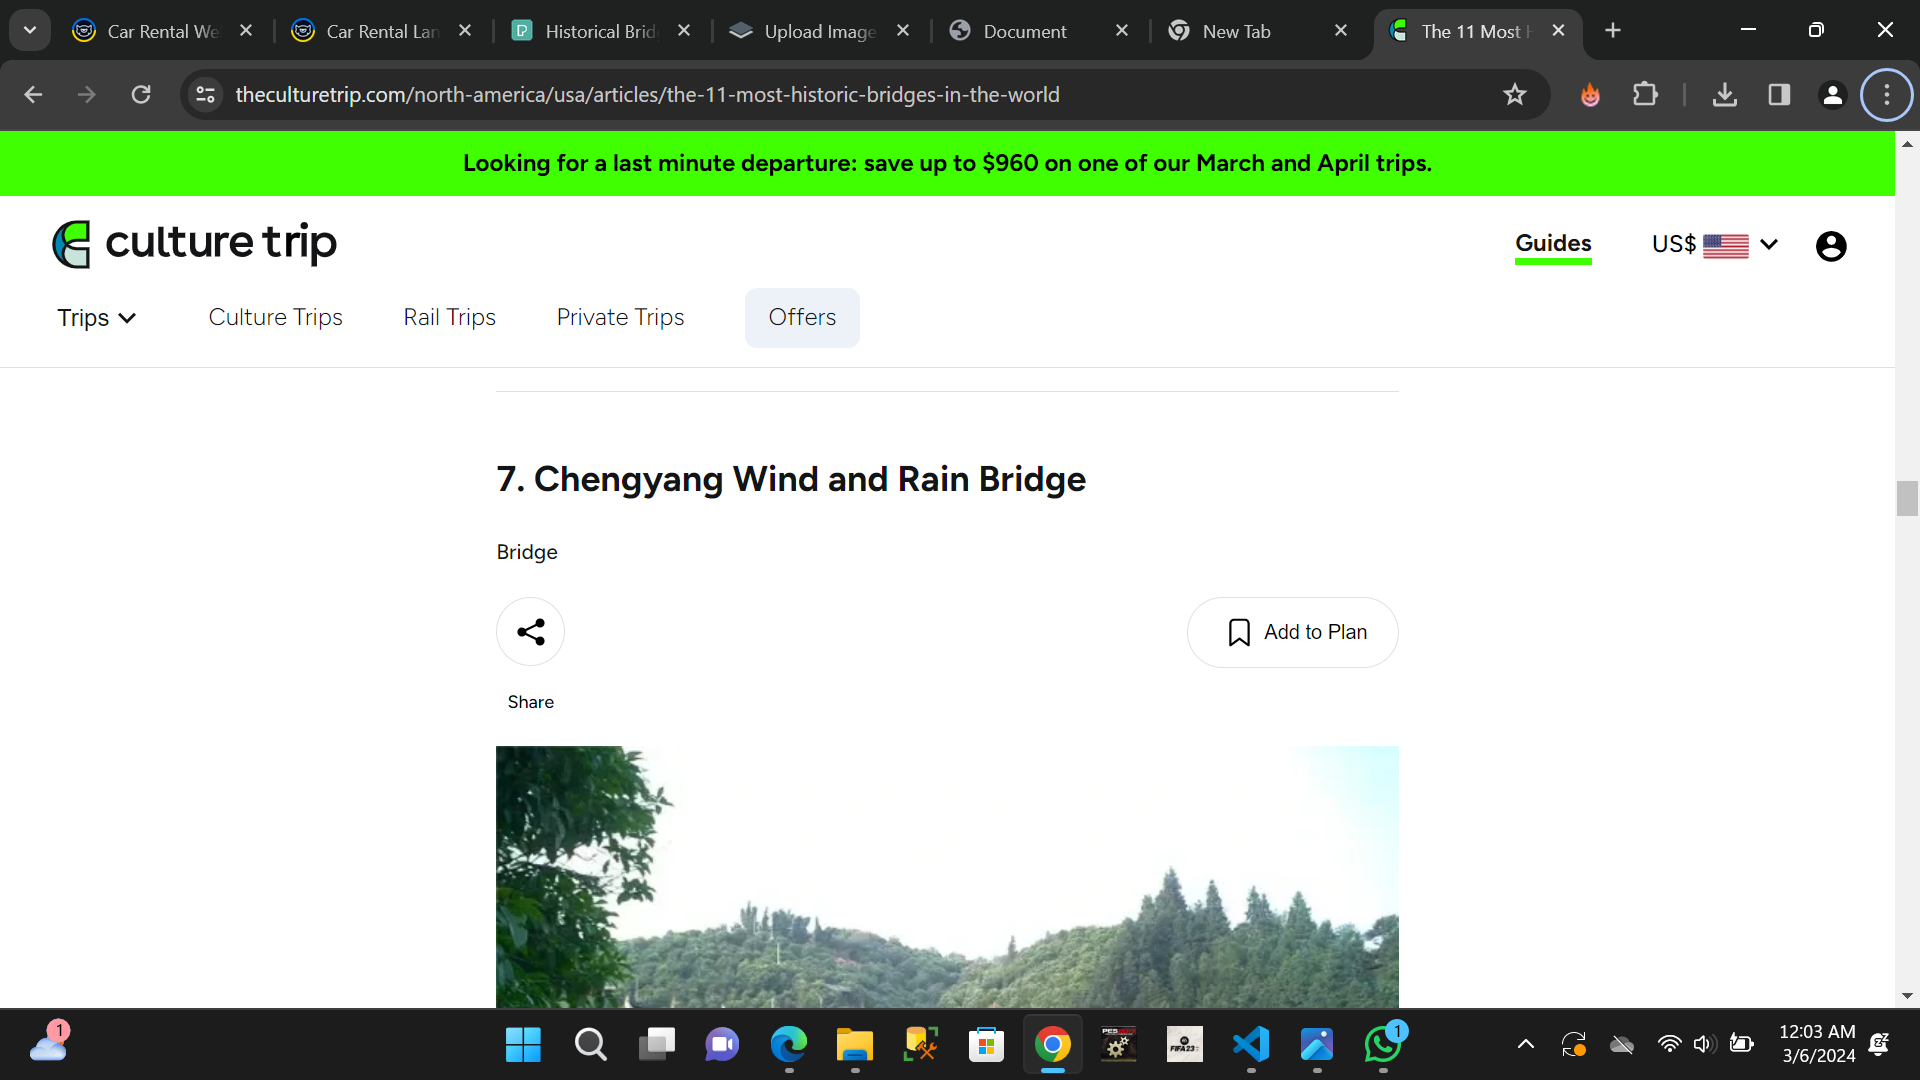 Car Rental We
Car Rental Lan
Historical Brid
Upload Image
Document
New Tab
The 11 Most H
theculturetrip.com/north-america/usa/articles/the-11-most-historic-bridges-in-the-world
Looking for a last minute departure: save up to $960 on one of our March and April trips.
culture trip
Guides
US$
Trips
Culture Trips
Rail Trips
Private Trips
Offers
7. Chengyang Wind and Rain Bridge
Bridge
Add to Plan
Share
1
FIFA 23
1
12:03 AM
3/6/2024